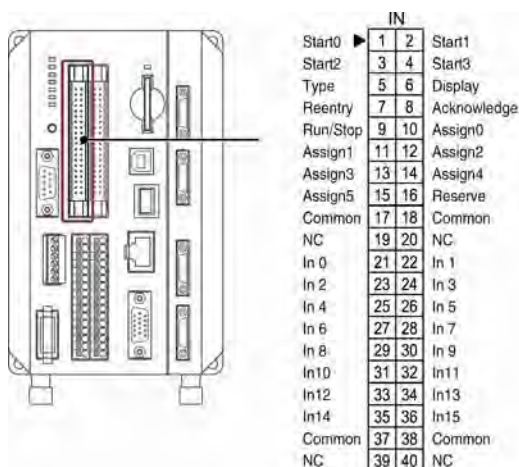 IN
Start0 ▶ 1 2 Start1
Start2 3 4 Start3
Type 5 6 Display
Reentry 7 8 Acknowledge
Run/Stop 9 10 Assign0
Assign1 11 12 Assign2
Assign3 13 14 Assign4
Assign5 15 16 Reserve
Common 17 18 Common
NC 19 20 NC
In 0 21 22 In 1
In 2 23 24 In 3
In 4 25 26 In 5
In 6 27 28 In 7
In 8 29 30 In 9
In10 31 32 In11
In12 33 34 In13
In14 35 36 In15
Common 37 38 Common
NC 39 40 NC